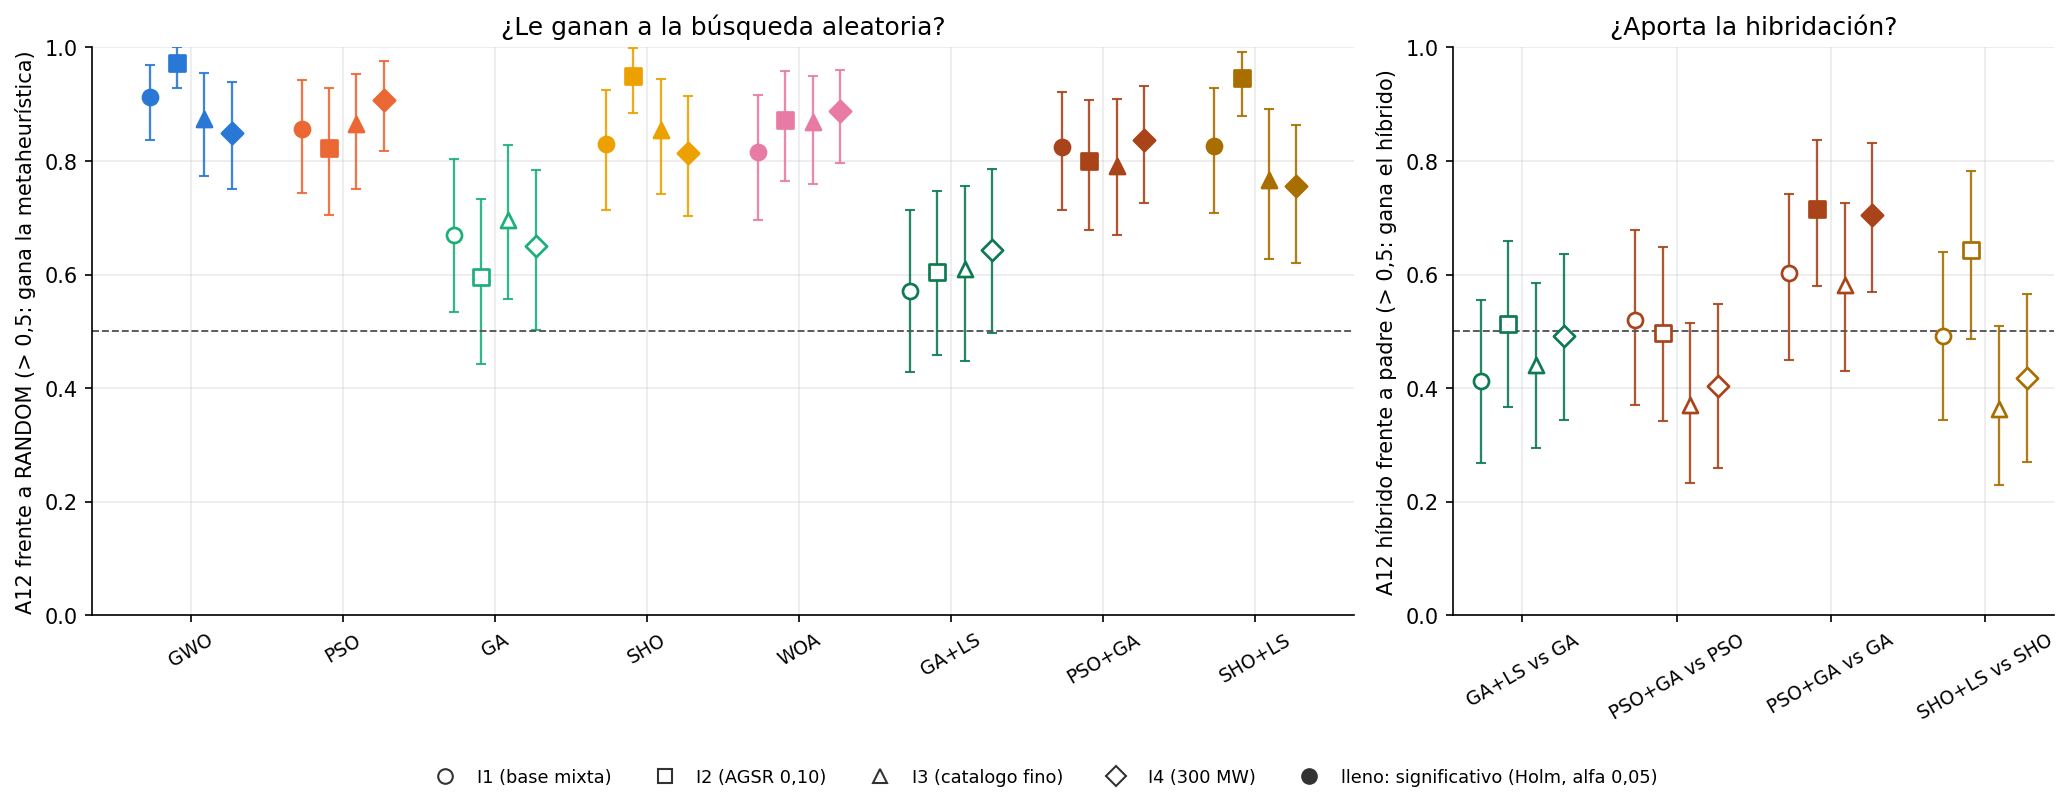 ¿Le ganan a la búsqueda aleatoria?
A12 frente a RANDOM (> 0,5: gana la metaheurística)
1.0
0.8
0.6
0.4
0.2
0.0
GWO
PSO
GA
SHO
WOA
GA+LS
PSO+GA
SHO+LS
¿Aporta la hibridación?
A12 híbrido frente a padre (> 0,5: gana el híbrido)
1.0
0.8
0.6
0.4
0.2
0.0
GA+LS vs GA
PSO+GA vs PSO
PSO+GA vs GA
SHO+LS vs SHO
I1 (base mixta)
I2 (AGSR 0,10)
I3 (catalogo fino)
I4 (300 MW)
lleno: significativo (Holm, alfa 0,05)